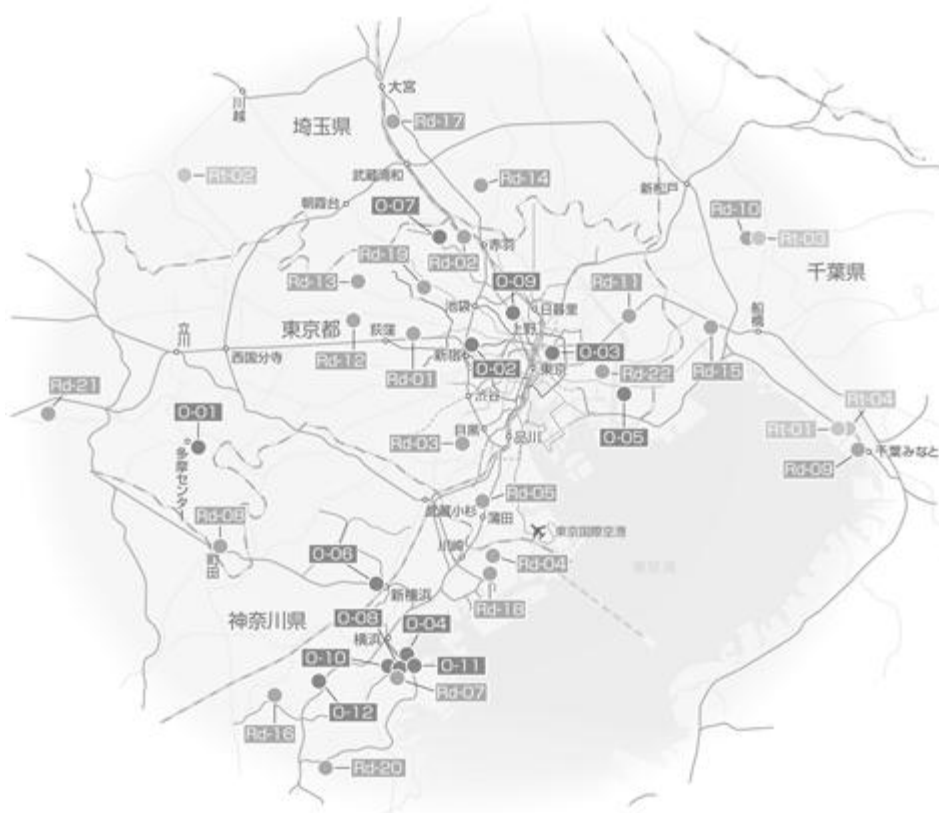 大宮
川越
埼玉県
Rd-17
武蔵浦和
Rt-02
Rd-14
新松戸
朝霞台
O-07
Rd-10
赤羽
Rd-02
Rt-03
Rd-19
千葉県
Rd-13
O-09
Rd-11
池袋
日暮里
船橋
立川
東京都
荻窪
上野
西国分寺
Rd-12
新宿
O-03
Rd-01
O-02
東京
Rd-22
Rd-15
Rd-21
渋谷
Rt-04
O-01
目黒
Rt-01
Rd-03
品川
O-05
千葉みなと
多摩センター
Rd-09
Rd-05
武蔵小杉
蒲田
東京国際空港
町田
川崎
O-06
Rd-04
新横浜
Rd-18
神奈川県
O-08
O-04
横浜
O-10
O-11
Rd-07
O-12
Rd-16
Rd-20